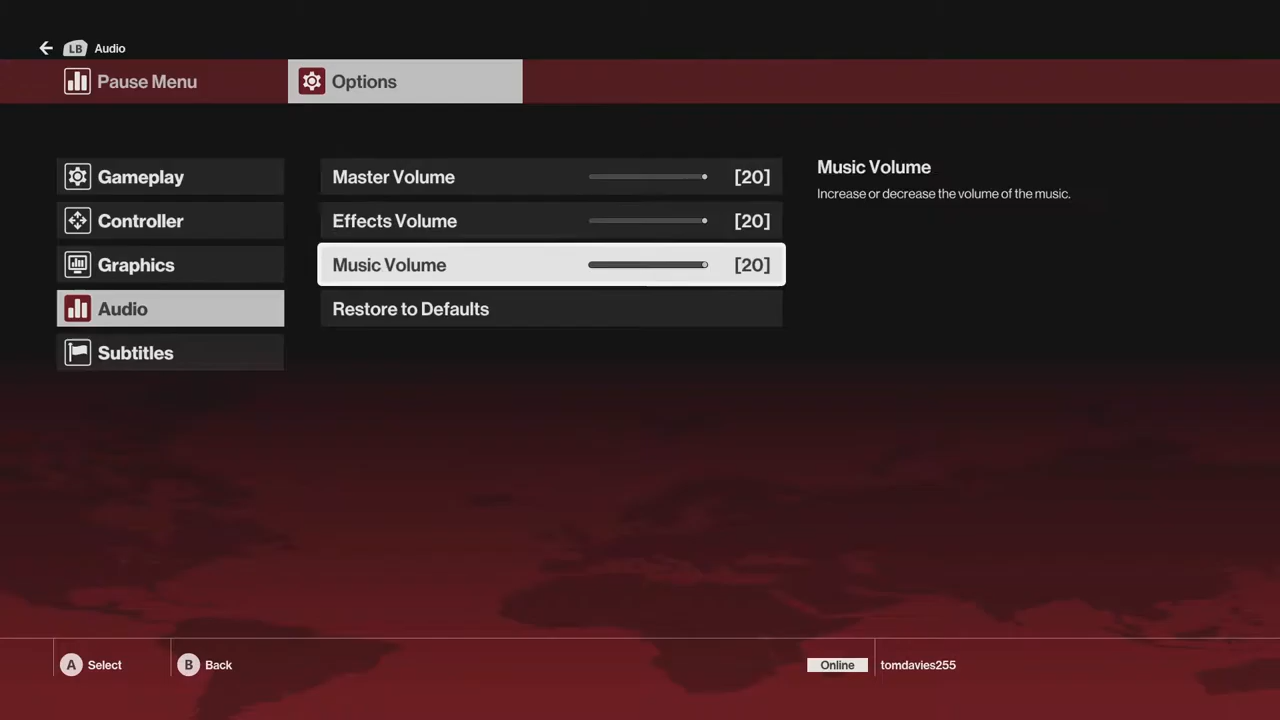 LB Audio
Pause Menu
Options
Gameplay
Controller
Graphics
Audio
Subtitles
Master Volume [20]
Effects Volume [20]
Music Volume [20]
Restore to Defaults
Music Volume
Increase or decrease the volume of the music.
A Select
B Back
Online
tomdavies255